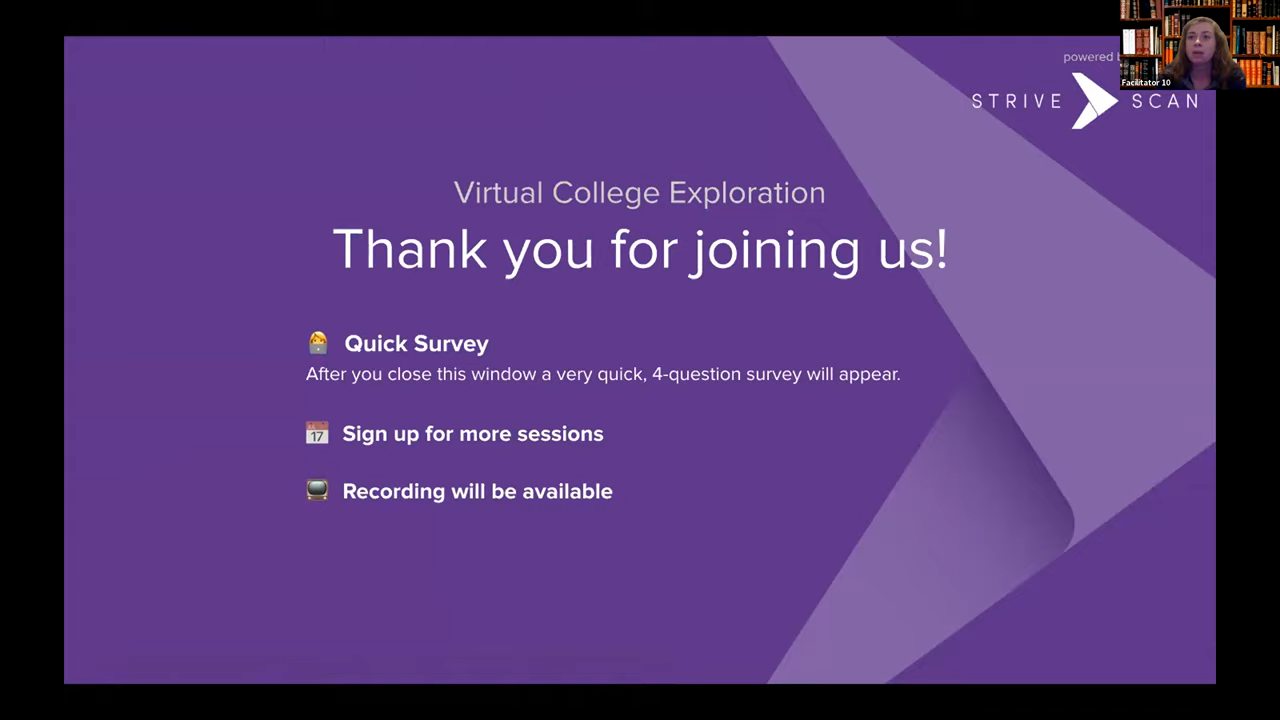 powered
Facilitator 10
STRIVE SCAN
Virtual College Exploration
Thank you for joining us!
Quick Survey
After you close this window a very quick, 4-question survey will appear.
17
Sign up for more sessions
Recording will be available